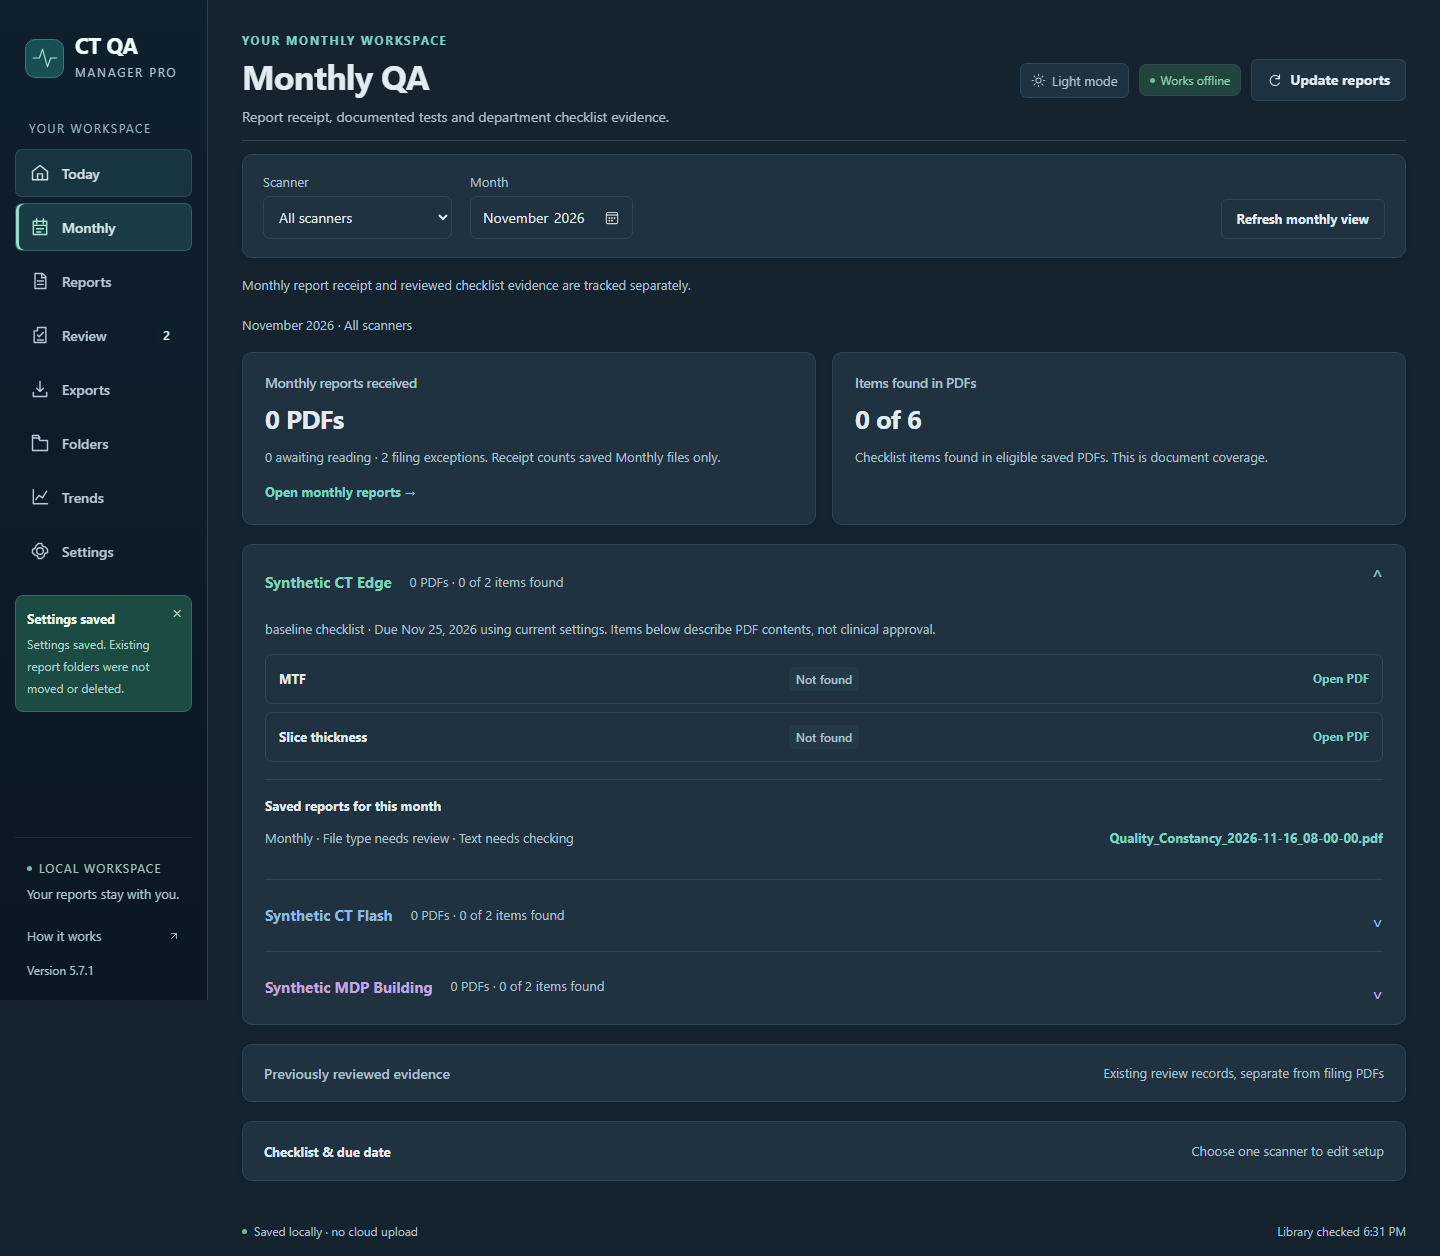 CT QA
MANAGER PRO
YOUR WORKSPACE
Today
Monthly
Reports
Review 2
Exports
Folders
Trends
Settings
Settings saved ×
Settings saved. Existing
report folders were not
moved or deleted.
LOCAL WORKSPACE
Your reports stay with you.
How it works
Version 5.7.1
YOUR MONTHLY WORKSPACE
Monthly QA
Report receipt, documented tests and department checklist evidence.
Light mode
Works offline
Update reports
Scanner
All scanners
Month
November 2026
Refresh monthly view
Monthly report receipt and reviewed checklist evidence are tracked separately.
November 2026 · All scanners
Monthly reports received
0 PDFs
0 awaiting reading · 2 filing exceptions. Receipt counts saved Monthly files only.
Open monthly reports →
Items found in PDFs
0 of 6
Checklist items found in eligible saved PDFs. This is document coverage.
Synthetic CT Edge 0 PDFs · 0 of 2 items found
baseline checklist · Due Nov 25, 2026 using current settings. Items below describe PDF contents, not clinical approval.
MTF Not found Open PDF
Slice thickness Not found Open PDF
Saved reports for this month
Monthly · File type needs review · Text needs checking Quality_Constancy_2026-11-16_08-00-00.pdf
Synthetic CT Flash 0 PDFs · 0 of 2 items found
Synthetic MDP Building 0 PDFs · 0 of 2 items found
Previously reviewed evidence Existing review records, separate from filing PDFs
Checklist & due date Choose one scanner to edit setup
Saved locally · no cloud upload Library checked 6:31 PM